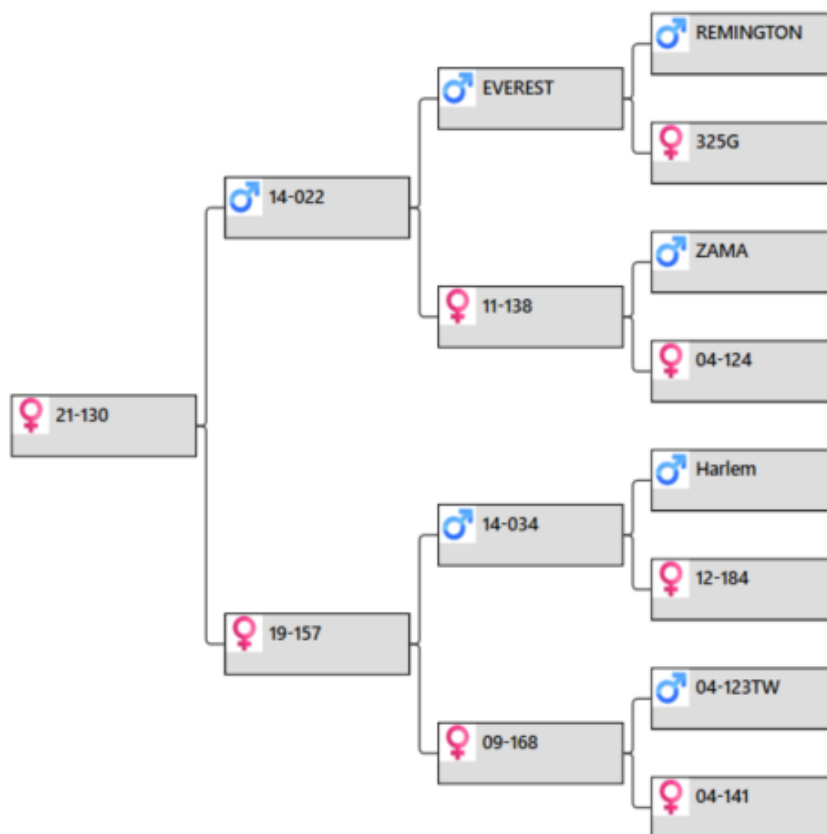 REMINGTON
EVEREST
325G
14-022
ZAMA
11-138
04-124
21-130
Harlem
14-034
12-184
19-157
04-123TW
09-168
04-141